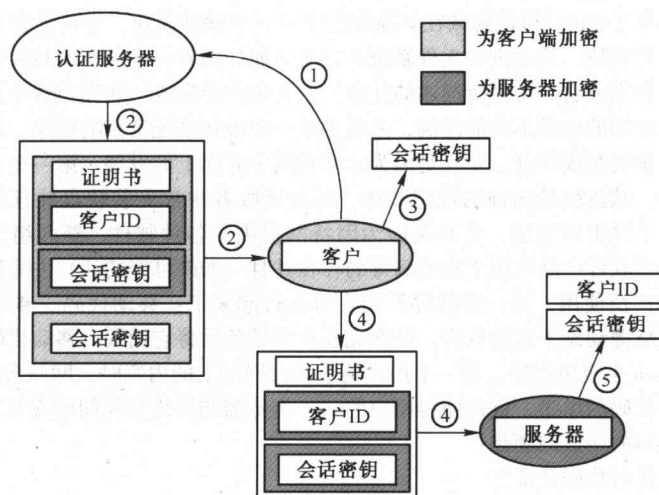 认证服务器
为客户端加密
为服务器加密
①
②
会话密钥
证明书
客户ID
会话密钥
会话密钥
②
客户
③
④
客户ID
会话密钥
证明书
客户ID
会话密钥
④
服务器
⑤